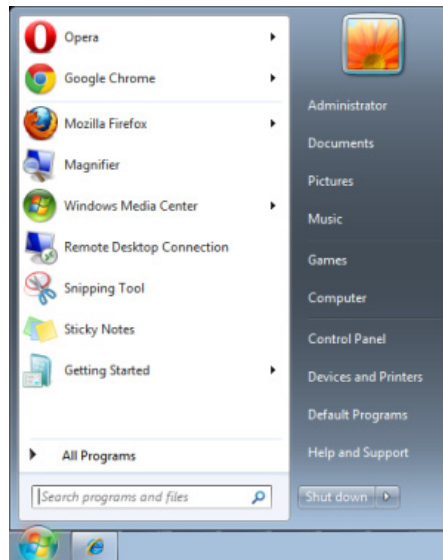 Opera
Google Chrome
Mozilla Firefox
Magnifier
Windows Media Center
Remote Desktop Connection
Snipping Tool
Sticky Notes
Getting Started
All Programs
Search programs and files
Administrator
Documents
Pictures
Music
Games
Computer
Control Panel
Devices and Printers
Default Programs
Help and Support
Shut down